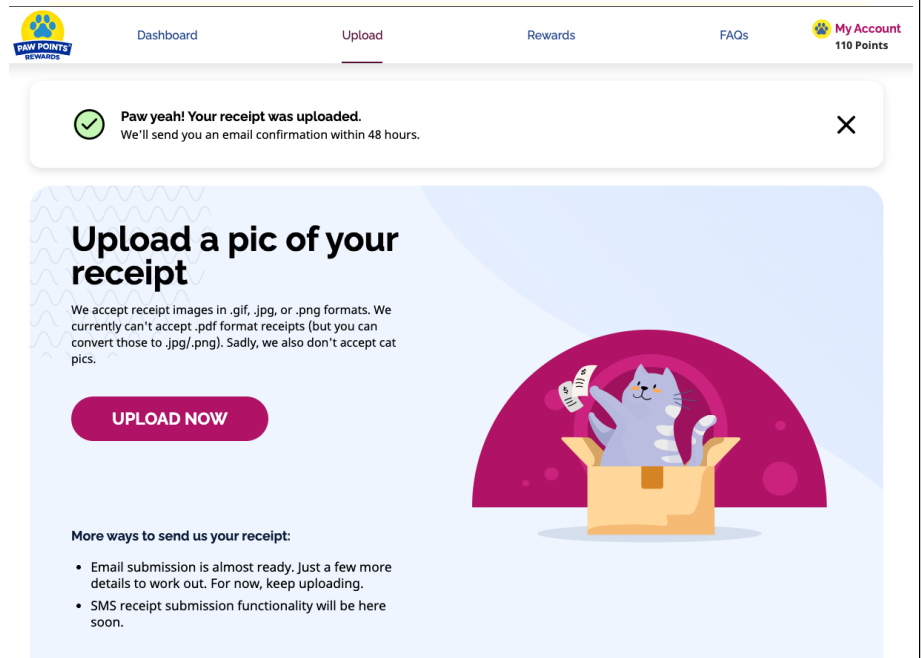 PAW POINTS
REWARDS
Dashboard
Upload
Rewards
FAQs
My Account
110 Points
Paw yeah! Your receipt was uploaded.
We'll send you an email confirmation within 48 hours.
Upload a pic of your
receipt
We accept receipt images in .gif, .jpg, or .png formats. We
currently can't accept .pdf format receipts (but you can
convert those to .jpg/.png). Sadly, we also don't accept cat
pics.
UPLOAD NOW
More ways to send us your receipt:
• Email submission is almost ready. Just a few more
details to work out. For now, keep uploading.
• SMS receipt submission functionality will be here
soon.
$
$